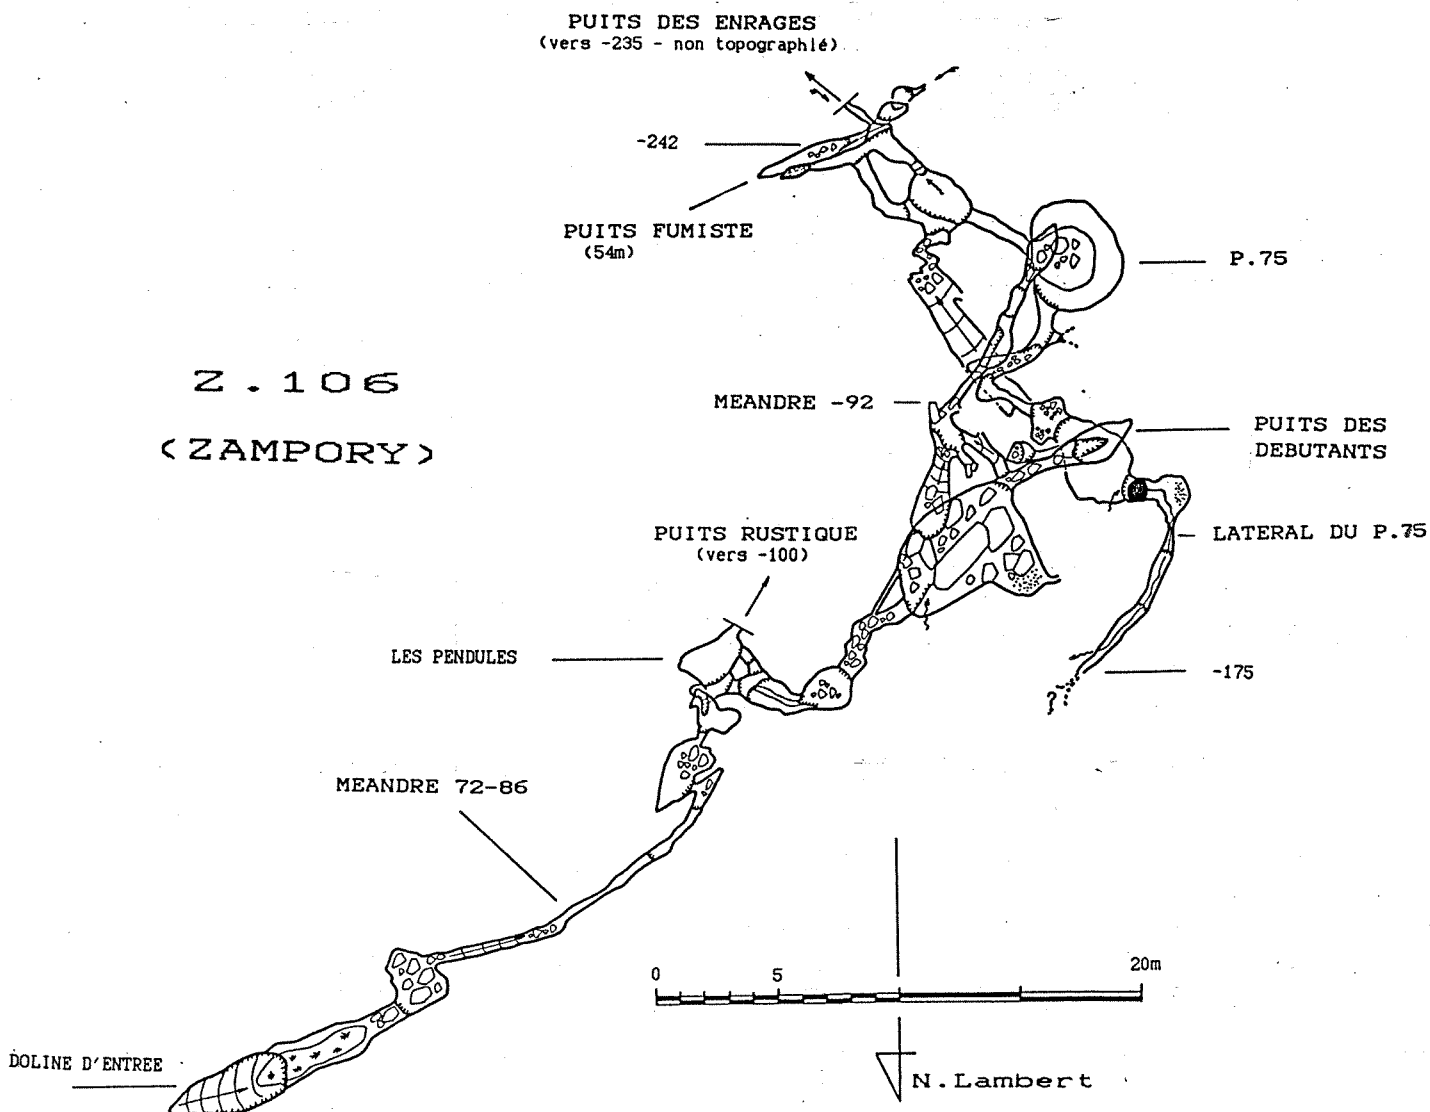 PUITS DES ENRAGES
(vers -235 - non topographié)
-242
PUITS FUMISTE
(54m)
P.75
Z.106
(ZAMPORY)
MEANDRE -92
PUITS DES
DEBUTANTS
PUITS RUSTIQUE
(vers -100)
LATERAL DU P.75
LES PENDULES
-175
?
MEANDRE 72-86
0 5 20m
DOLINE D'ENTREE
N.Lambert